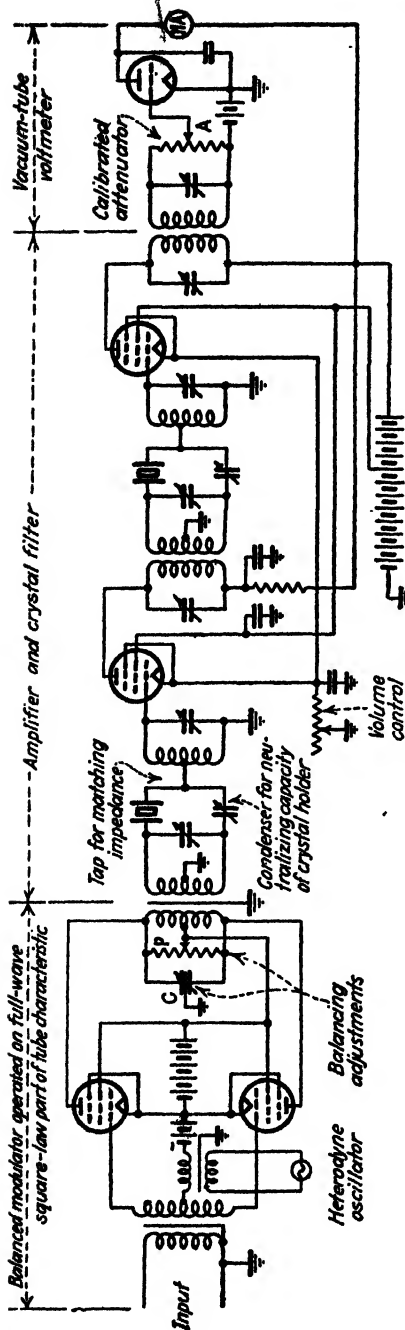 Balanced modulator operated on full-wave
square-law part of tube characteristic
Amplifier and crystal filter
Vacuum-tube
voltmeter
Input
Heterodyne
oscillator
Balancing
adjustments
C
P
Tap for matching
impedance
Condenser for neu-
tralizing capacity
of crystal holder
Volume
control
Calibrated
attenuator
A